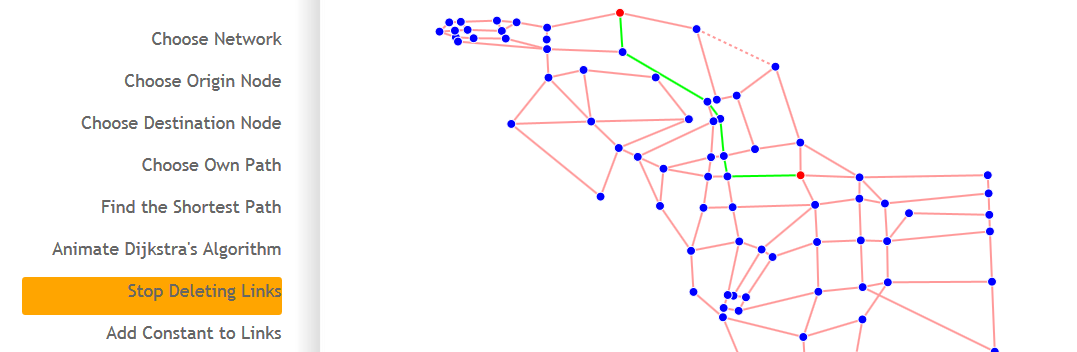 Choose Network
Choose Origin Node
Choose Destination Node
Choose Own Path
Find the Shortest Path
Animate Dijkstra's Algorithm
Stop Deleting Links
Add Constant to Links